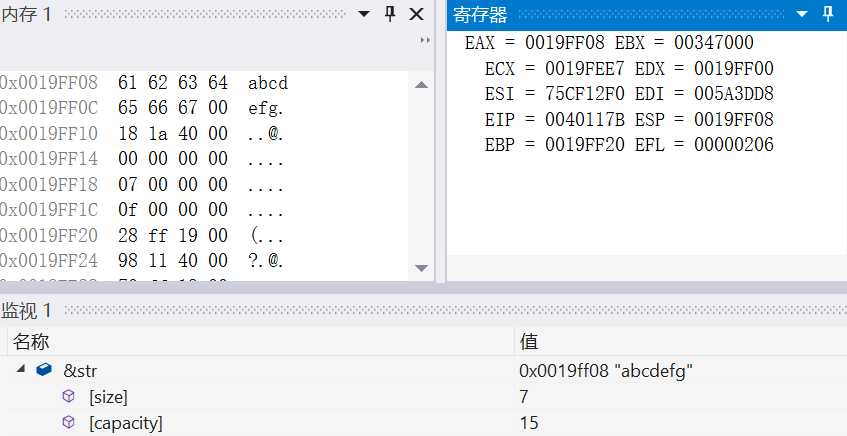 内存 1
0x0019FF08 61 62 63 64 abcd
0x0019FF0C 65 66 67 00 efg.
0x0019FF10 18 1a 40 00 ..@.
0x0019FF14 00 00 00 00 ....
0x0019FF18 07 00 00 00 ....
0x0019FF1C 0f 00 00 00 ....
0x0019FF20 28 ff 19 00 (...
0x0019FF24 98 11 40 00 ?.@.
寄存器
EAX = 0019FF08 EBX = 00347000
ECX = 0019FEE7 EDX = 0019FF00
ESI = 75CF12F0 EDI = 005A3DD8
EIP = 0040117B ESP = 0019FF08
EBP = 0019FF20 EFL = 00000206
监视 1
名称 值
&str 0x0019ff08 "abcdefg"
[size] 7
[capacity] 15